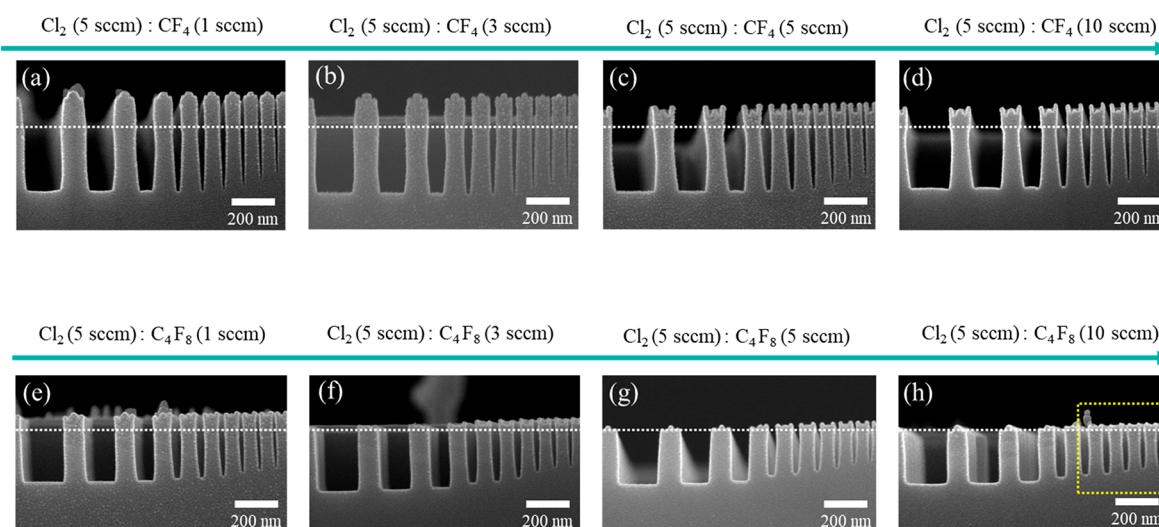 Cl₂ (5 sccm) : CF₄ (1 sccm)
Cl₂ (5 sccm) : CF₄ (3 sccm)
Cl₂ (5 sccm) : CF₄ (5 sccm)
Cl₂ (5 sccm) : CF₄ (10 sccm)
(a)
(b)
(c)
(d)
200 nm
200 nm
200 nm
200 nm
Cl₂ (5 sccm) : C₄F₈ (1 sccm)
Cl₂ (5 sccm) : C₄F₈ (3 sccm)
Cl₂ (5 sccm) : C₄F₈ (5 sccm)
Cl₂ (5 sccm) : C₄F₈ (10 sccm)
(e)
(f)
(g)
(h)
200 nm
200 nm
200 nm
200 nm